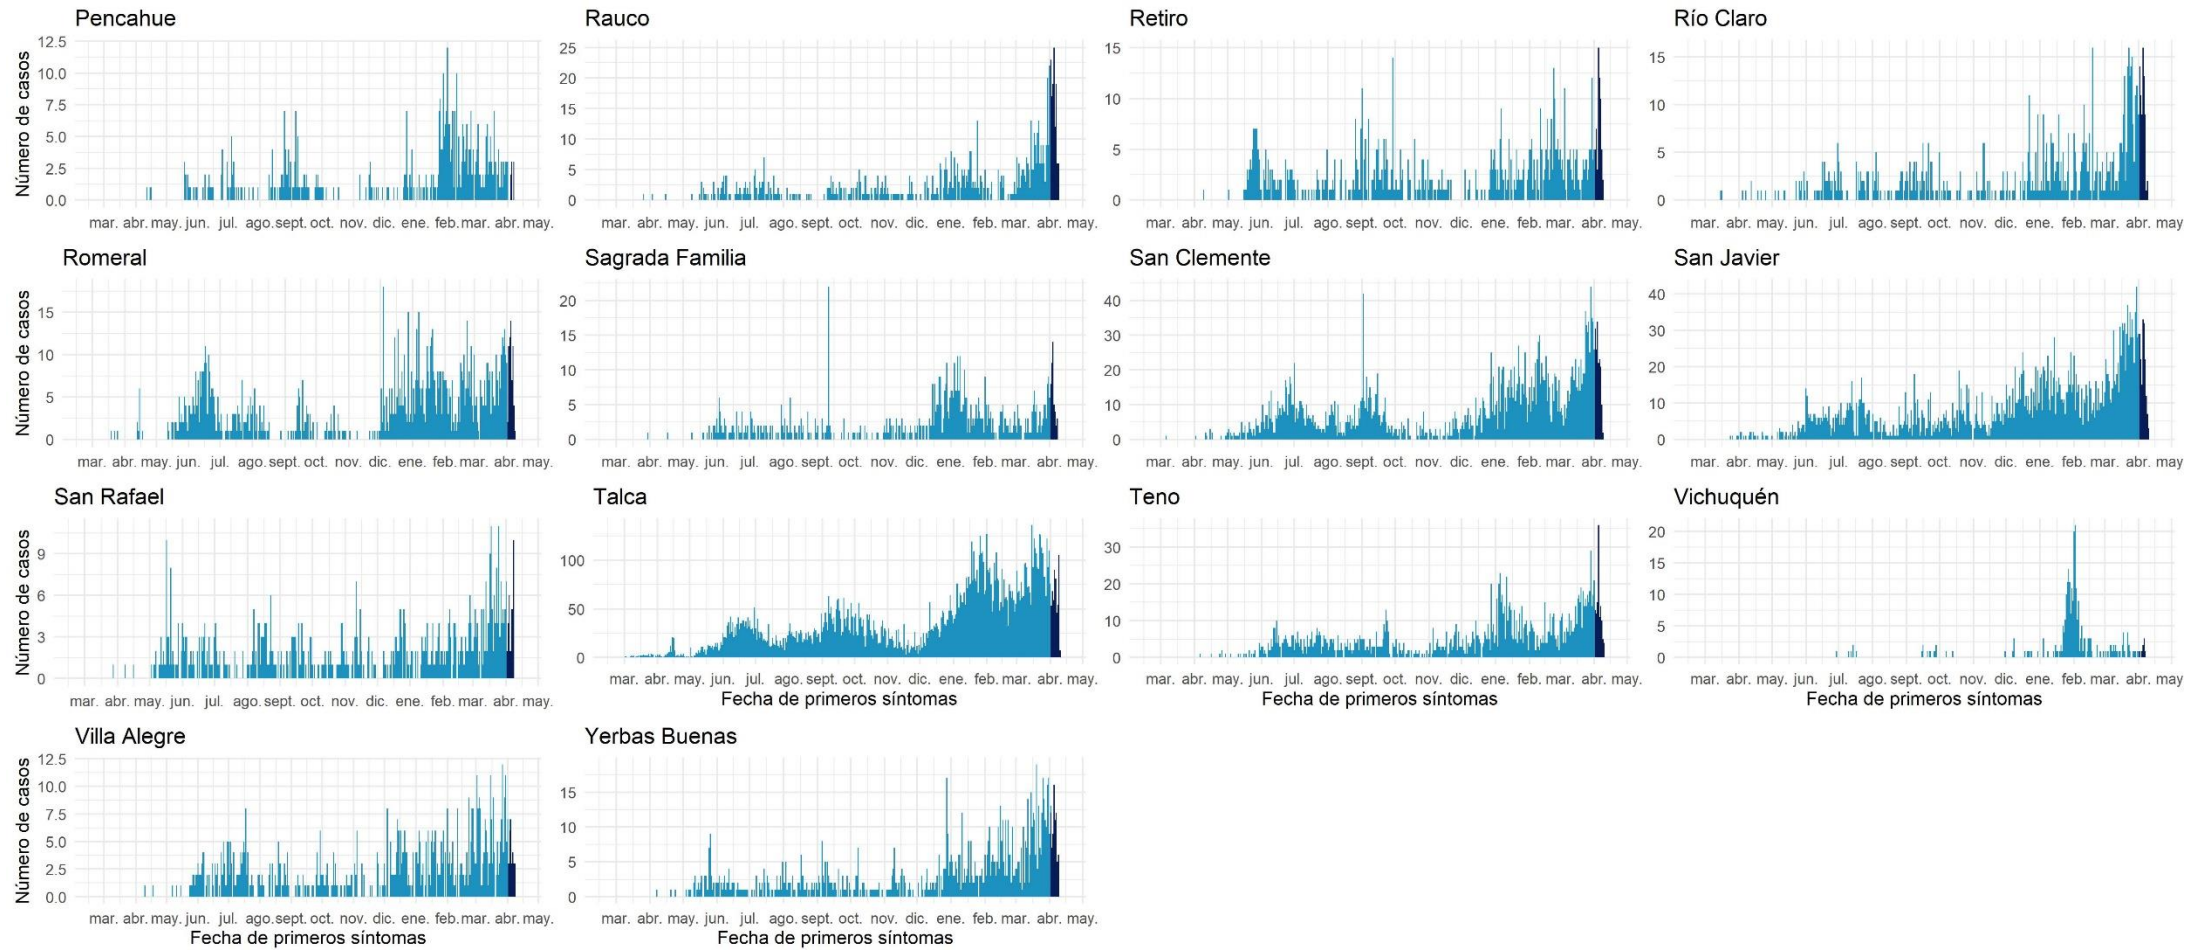 Pencahue
Número de casos
12.5
10.0
7.5
5.0
2.5
0.0
mar. abr. may. jun. jul. ago. sept. oct. nov. dic. ene. feb. mar. abr. may.
Rauco
25
20
15
10
5
0
mar. abr. may. jun. jul. ago. sept. oct. nov. dic. ene. feb. mar. abr. may.
Retiro
15
10
5
0
mar. abr. may. jun. jul. ago. sept. oct. nov. dic. ene. feb. mar. abr. may.
Río Claro
15
10
5
0
mar. abr. may. jun. jul. ago. sept. oct. nov. dic. ene. feb. mar. abr. may
Romeral
Número de casos
15
10
5
0
mar. abr. may. jun. jul. ago. sept. oct. nov. dic. ene. feb. mar. abr. may.
Sagrada Familia
20
15
10
5
0
mar. abr. may. jun. jul. ago. sept. oct. nov. dic. ene. feb. mar. abr. may.
San Clemente
40
30
20
10
0
mar. abr. may. jun. jul. ago. sept. oct. nov. dic. ene. feb. mar. abr. may.
San Javier
40
30
20
10
0
mar. abr. may. jun. jul. ago. sept. oct. nov. dic. ene. feb. mar. abr. may
San Rafael
Número de casos
9
6
3
0
mar. abr. may. jun. jul. ago. sept. oct. nov. dic. ene. feb. mar. abr. may.
Talca
100
50
0
mar. abr. may. jun. jul. ago. sept. oct. nov. dic. ene. feb. mar. abr. may.
Fecha de primeros síntomas
Teno
30
20
10
0
mar. abr. may. jun. jul. ago. sept. oct. nov. dic. ene. feb. mar. abr. may.
Fecha de primeros síntomas
Vichuquén
20
15
10
5
0
mar. abr. may. jun. jul. ago. sept. oct. nov. dic. ene. feb. mar. abr. may.
Fecha de primeros síntomas
Villa Alegre
Número de casos
12.5
10.0
7.5
5.0
2.5
0.0
mar. abr. may. jun. jul. ago. sept. oct. nov. dic. ene. feb. mar. abr. may.
Fecha de primeros síntomas
Yerbas Buenas
15
10
5
0
mar. abr. may. jun. jul. ago. sept. oct. nov. dic. ene. feb. mar. abr. may.
Fecha de primeros síntomas